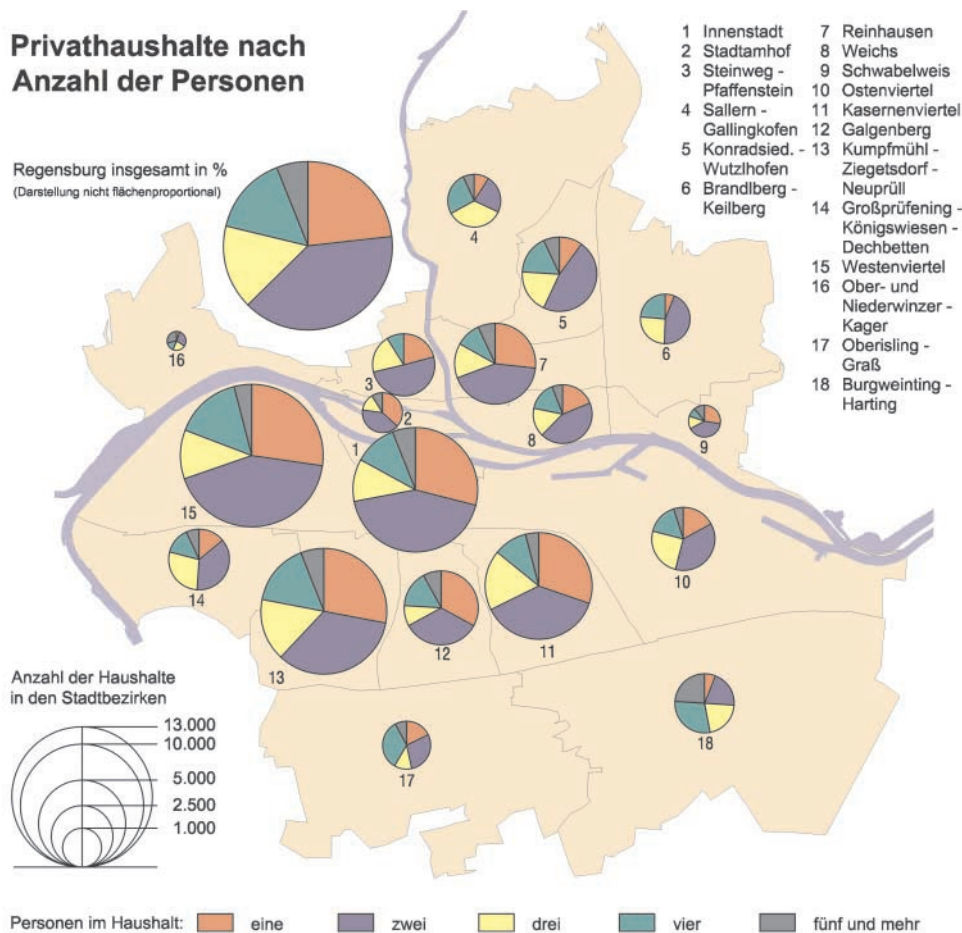 Privathaushalte nach
Anzahl der Personen
Regensburg insgesamt in %
(Darstellung nicht flächenproportional)
1 Innenstadt
2 Stadtamhof
3 Steinweg -
Pfaffenstein
4 Sallern -
Gallingkofen
5 Konradsied. -
Wutzlhofen
6 Brandlberg -
Keilberg
7 Reinhausen
8 Weichs
9 Schwabelweis
10 Ostenviertel
11 Kasernenviertel
12 Galgenberg
13 Kumpfmühl -
Ziegetsdorf -
Neuprüll
14 Großprüfening -
Königswiesen -
Dechbetten
15 Westenviertel
16 Ober- und
Niederwinzer -
Kager
17 Oberisling -
Graß
18 Burgweinting -
Harting
4
5
6
16
3
7
2
8
9
1
15
10
14
13
12
11
18
17
Anzahl der Haushalte
in den Stadtbezirken
13.000
10.000
5.000
2.500
1.000
Personen im Haushalt: eine zwei drei vier fünf und mehr